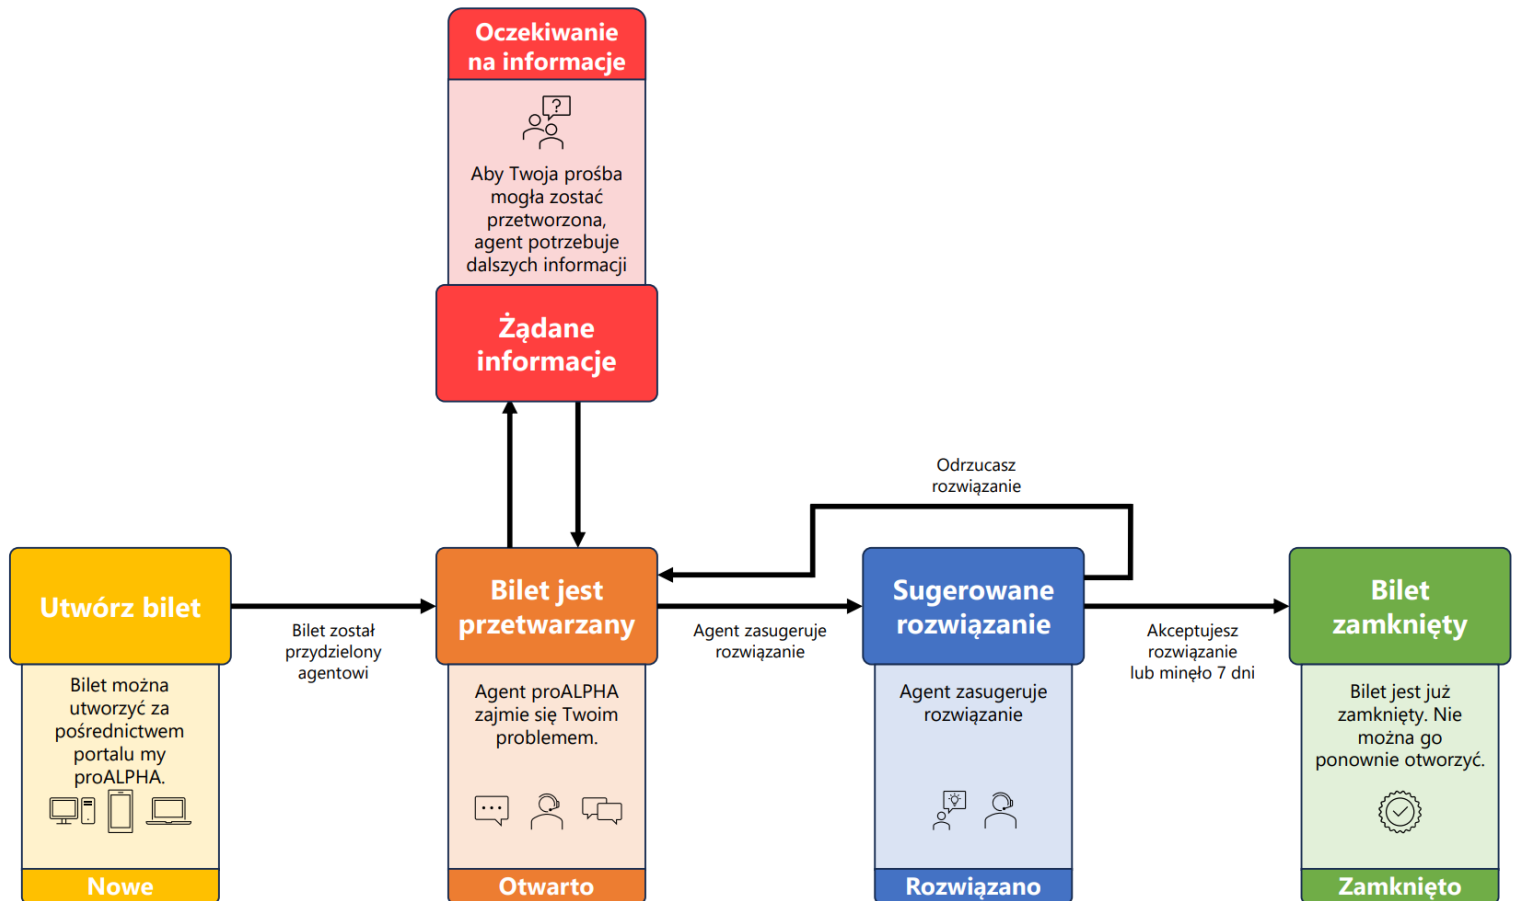 Oczekiwanie
na informacje
Aby Twoja prośba
mogła zostać
przetworzona,
agent potrzebuje
dalszych informacji
Żądane
informacje
Odrzucasz
rozwiązanie
Utwórz bilet
Bilet został
przydzielony
agentowi
Bilet jest
przetwarzany
Agent zasugeruje
rozwiązanie
Sugerowane
rozwiązanie
Akceptujesz
rozwiązanie
lub minęło 7 dni
Bilet
zamknięty
Bilet można
utworzyć za
pośrednictwem
portalu my
proALPHA.
Agent proALPHA
zajmie się Twoim
problemem.
Agent zasugeruje
rozwiązanie
Bilet jest już
zamknięty. Nie
można go
ponownie otworzyć.
Nowe
Otwarto
Rozwiązano
Zamknięto